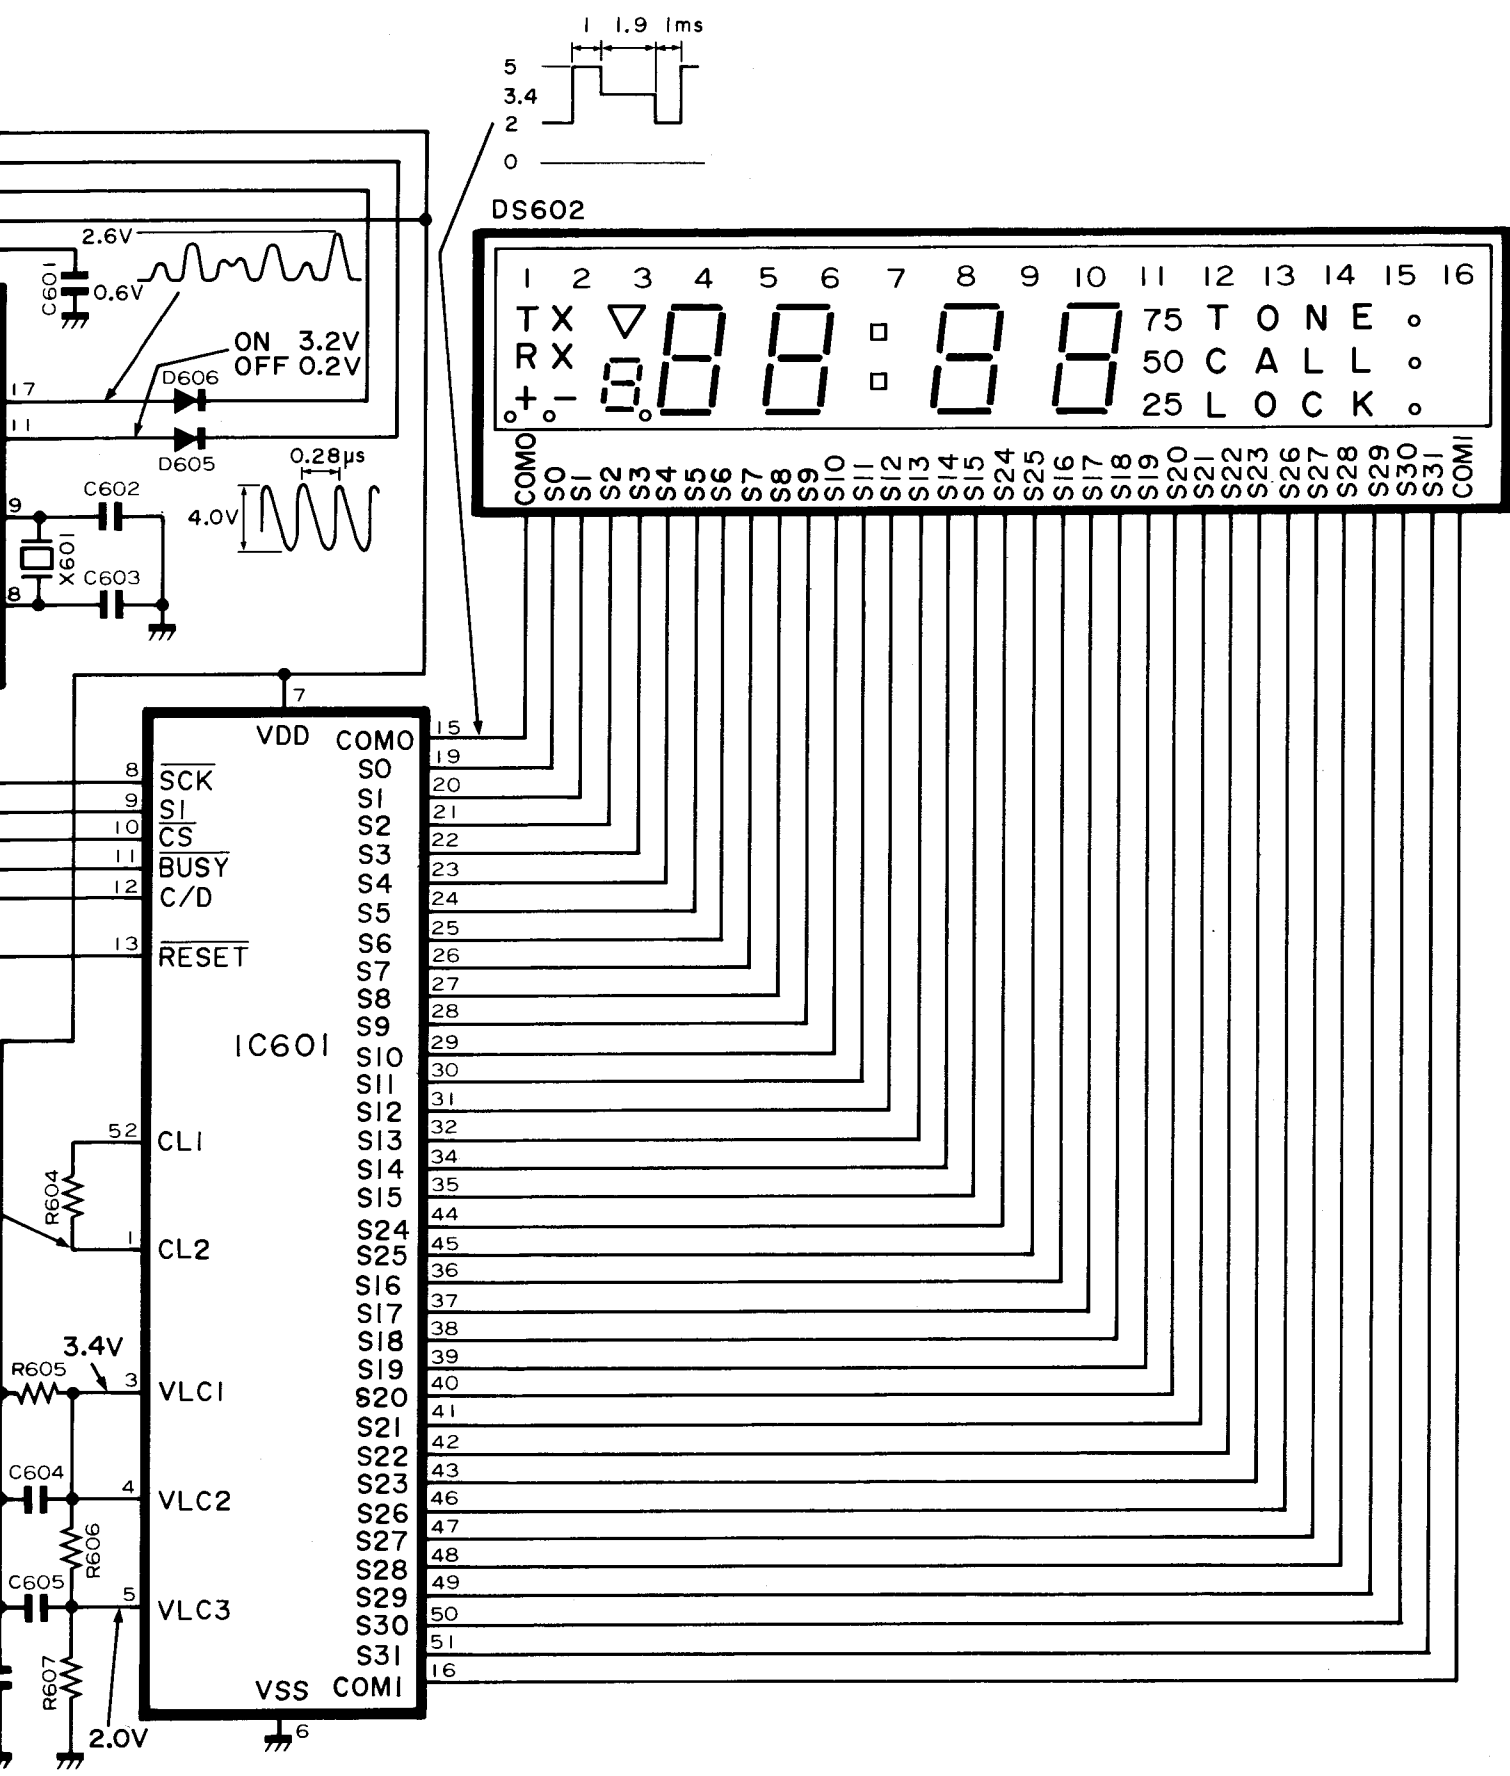 1 1.9 1ms
5
3.4
2
0
DS602
1 2 3 4 5 6 7 8 9 10 11 12 13 14 15 16
TX 75 TONE
RX 50 CALL
+ - 25 LOCK
COM0 S0 S1 S2 S3 S4 S5 S6 S7 S8 S9 S10 S11 S12 S13 S14 S15 S24 S25 S16 S17 S18 S19 S20 S21 S22 S23 S26 S27 S28 S29 S30 S31 COM1
2.6V
C601
0.6V
ON 3.2V
OFF 0.2V
17
D606
11
D605
0.28µs
4.0V
9
C602
X601
8
C603
7
VDD
COM0 15
S0 19
S1 20
S2 21
S3 22
S4 23
S5 24
S6 25
S7 26
S8 27
S9 28
S10 29
S11 30
S12 31
S13 32
S14 34
S15 35
S24 44
S25 45
S16 36
S17 37
S18 38
S19 39
S20 40
S21 41
S22 42
S23 43
S26 46
S27 47
S28 48
S29 49
S30 50
S31 51
COM1 16
8 SCK
9 SI
10 CS
11 BUSY
12 C/D
13 RESET
IC601
52 CL1
R604
1 CL2
3.4V
R605
3 VLC1
C604
4 VLC2
R606
C605
5 VLC3
R607
2.0V
VSS
6